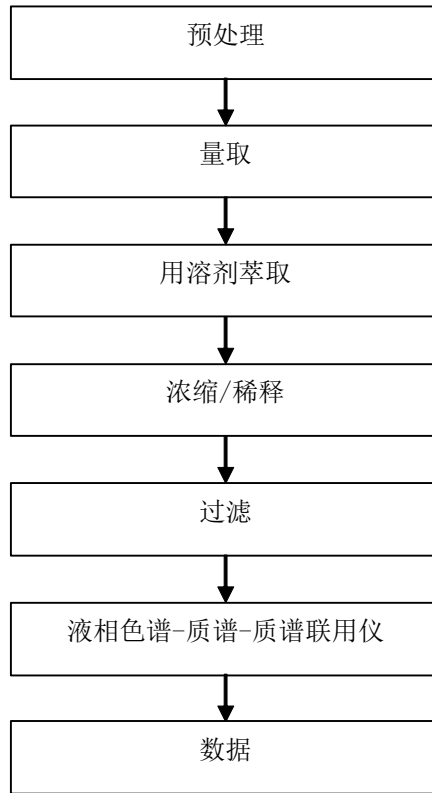 预处理
量取
用溶剂萃取
浓缩/稀释
过滤
液相色谱-质谱-质谱联用仪
数据